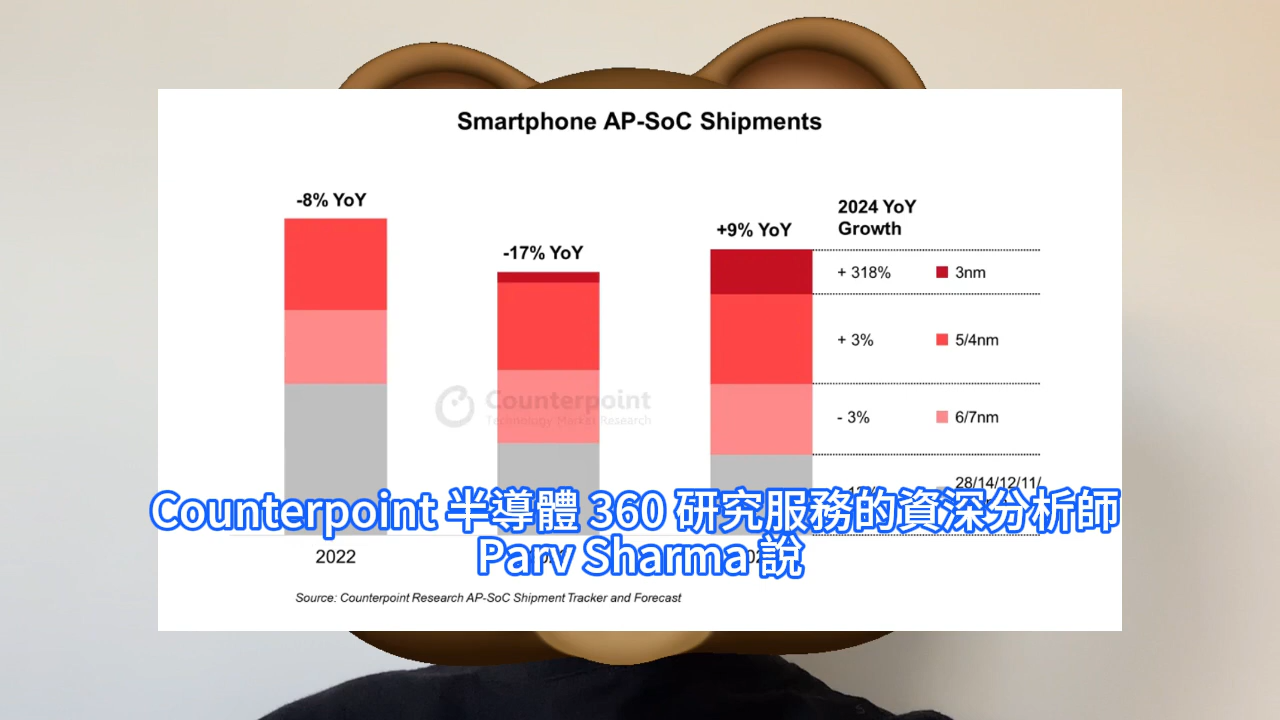 Smartphone AP-SoC Shipments
-8% YoY
-17% YoY
+9% YoY
2024 YoY
Growth
+ 318%
3nm
+ 3%
5/4nm
- 3%
6/7nm
28/14/12/11/
Counterpoint
Technology Market Research
Counterpoint 半導體 360 研究服務的資深分析師
Parv Sharma 說
2022
Source: Counterpoint Research AP-SoC Shipment Tracker and Forecast